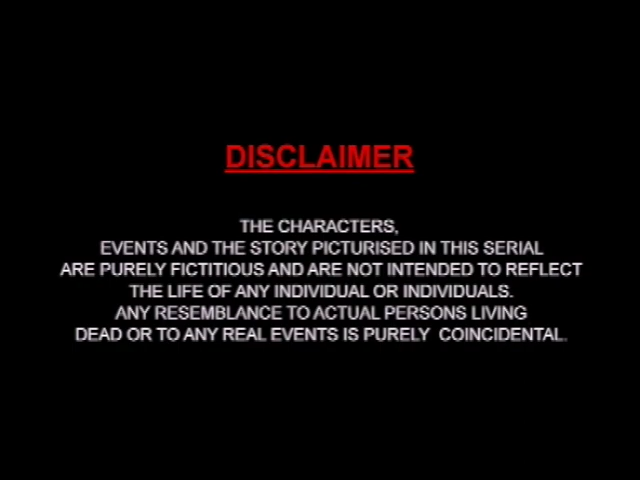 DISCLAIMER
THE CHARACTERS,
EVENTS AND THE STORY PICTURISED IN THIS SERIAL
ARE PURELY FICTITIOUS AND ARE NOT INTENDED TO REFLECT
THE LIFE OF ANY INDIVIDUAL OR INDIVIDUALS.
ANY RESEMBLANCE TO ACTUAL PERSONS LIVING
DEAD OR TO ANY REAL EVENTS IS PURELY COINCIDENTAL.